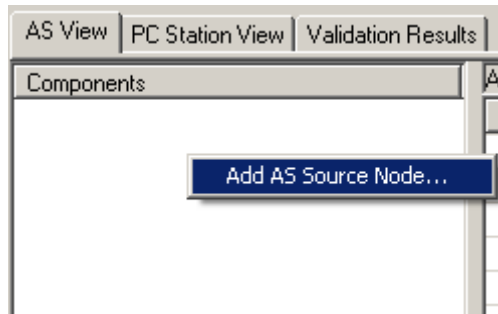 AS View PC Station View Validation Results
Components A
Add AS Source Node...